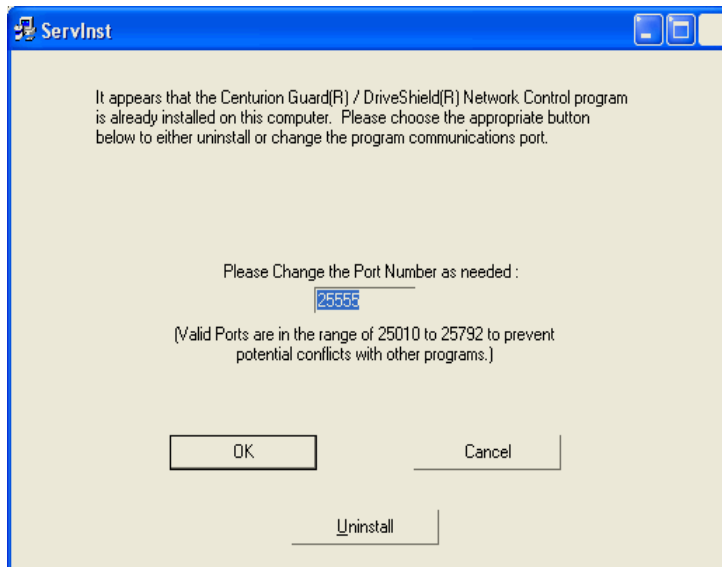 ServInst
It appears that the Centurion Guard(R) / DriveShield(R) Network Control program
is already installed on this computer.  Please choose the appropriate button
below to either uninstall or change the program communications port.
Please Change the Port Number as needed :
25555
(Valid Ports are in the range of 25010 to 25792 to prevent
potential conflicts with other programs.)
OK
Cancel
Uninstall